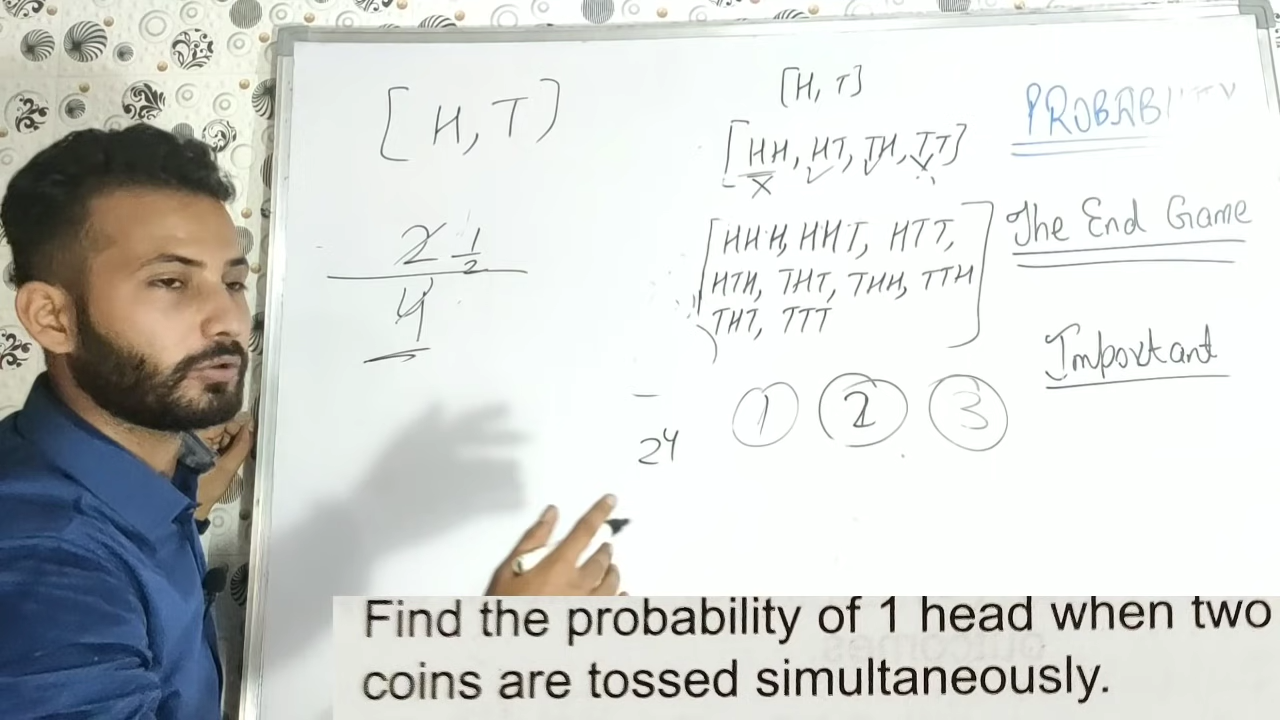 [H, T]
2 1/2
4
[H, T]
[HH, HT, TH, TT]
X
[HHH, HHT, HTT,
HTH, THT, THH, TTH
THT, TTT]
24
1 2 3
PROBABILITY
The End Game
Important
Find the probability of 1 head when two
coins are tossed simultaneously.